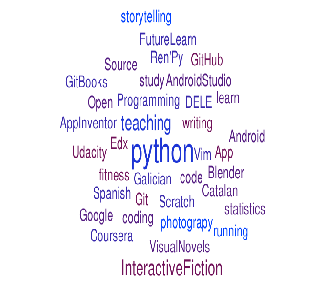 storytelling
FutureLearn
Source Ren'Py GitHub
GitBooks study AndroidStudio
Open Programming DELE learn
AppInventor teaching writing
Android
Udacity Edx python Vim App
fitness Galician code Blender
Spanish Git Scratch Catalan
Google coding statistics
photograpy
Coursera running
VisualNovels
InteractiveFiction